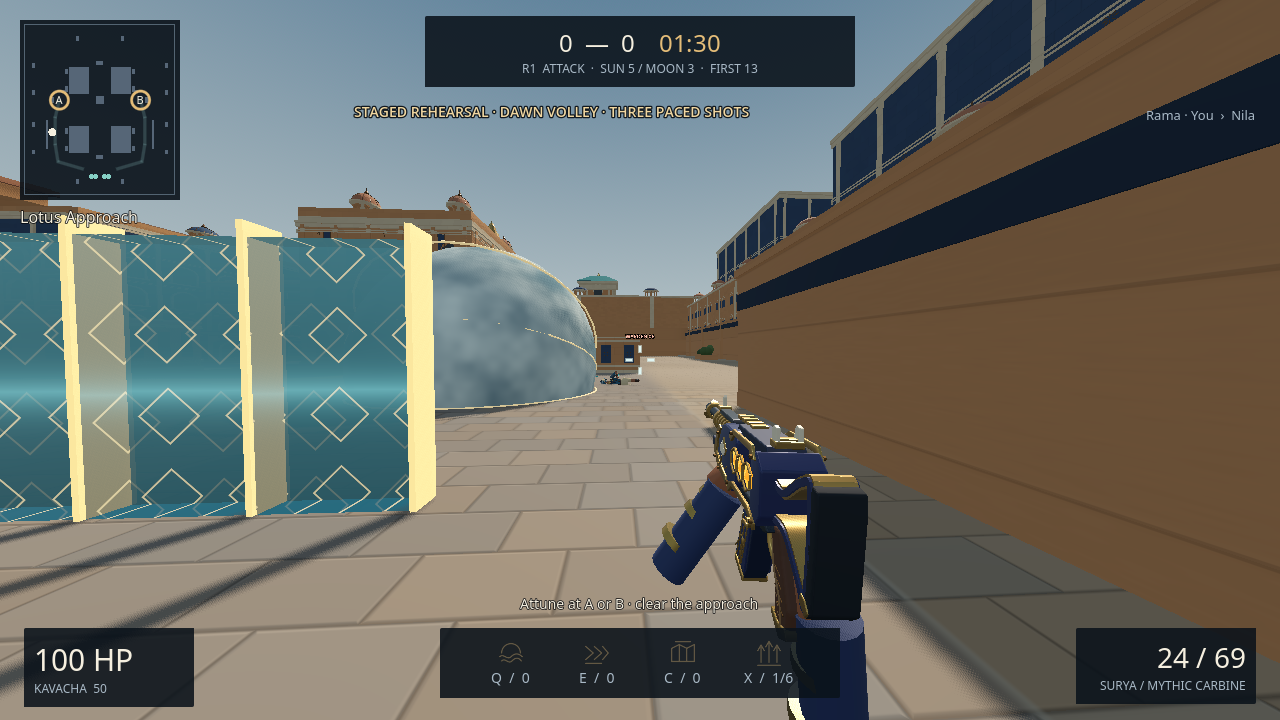 A
B
0 — 0 01:30
R1 ATTACK · SUN 5 / MOON 3 · FIRST 13
STAGED REHEARSAL · DAWN VOLLEY · THREE PACED SHOTS
Rama · You › Nila
Lotus Approach
Attune at A or B · clear the approach
100 HP
KAVACHA 50
Q / 0
E / 0
C / 0
X / 1/6
24 / 69
SURYA / MYTHIC CARBINE